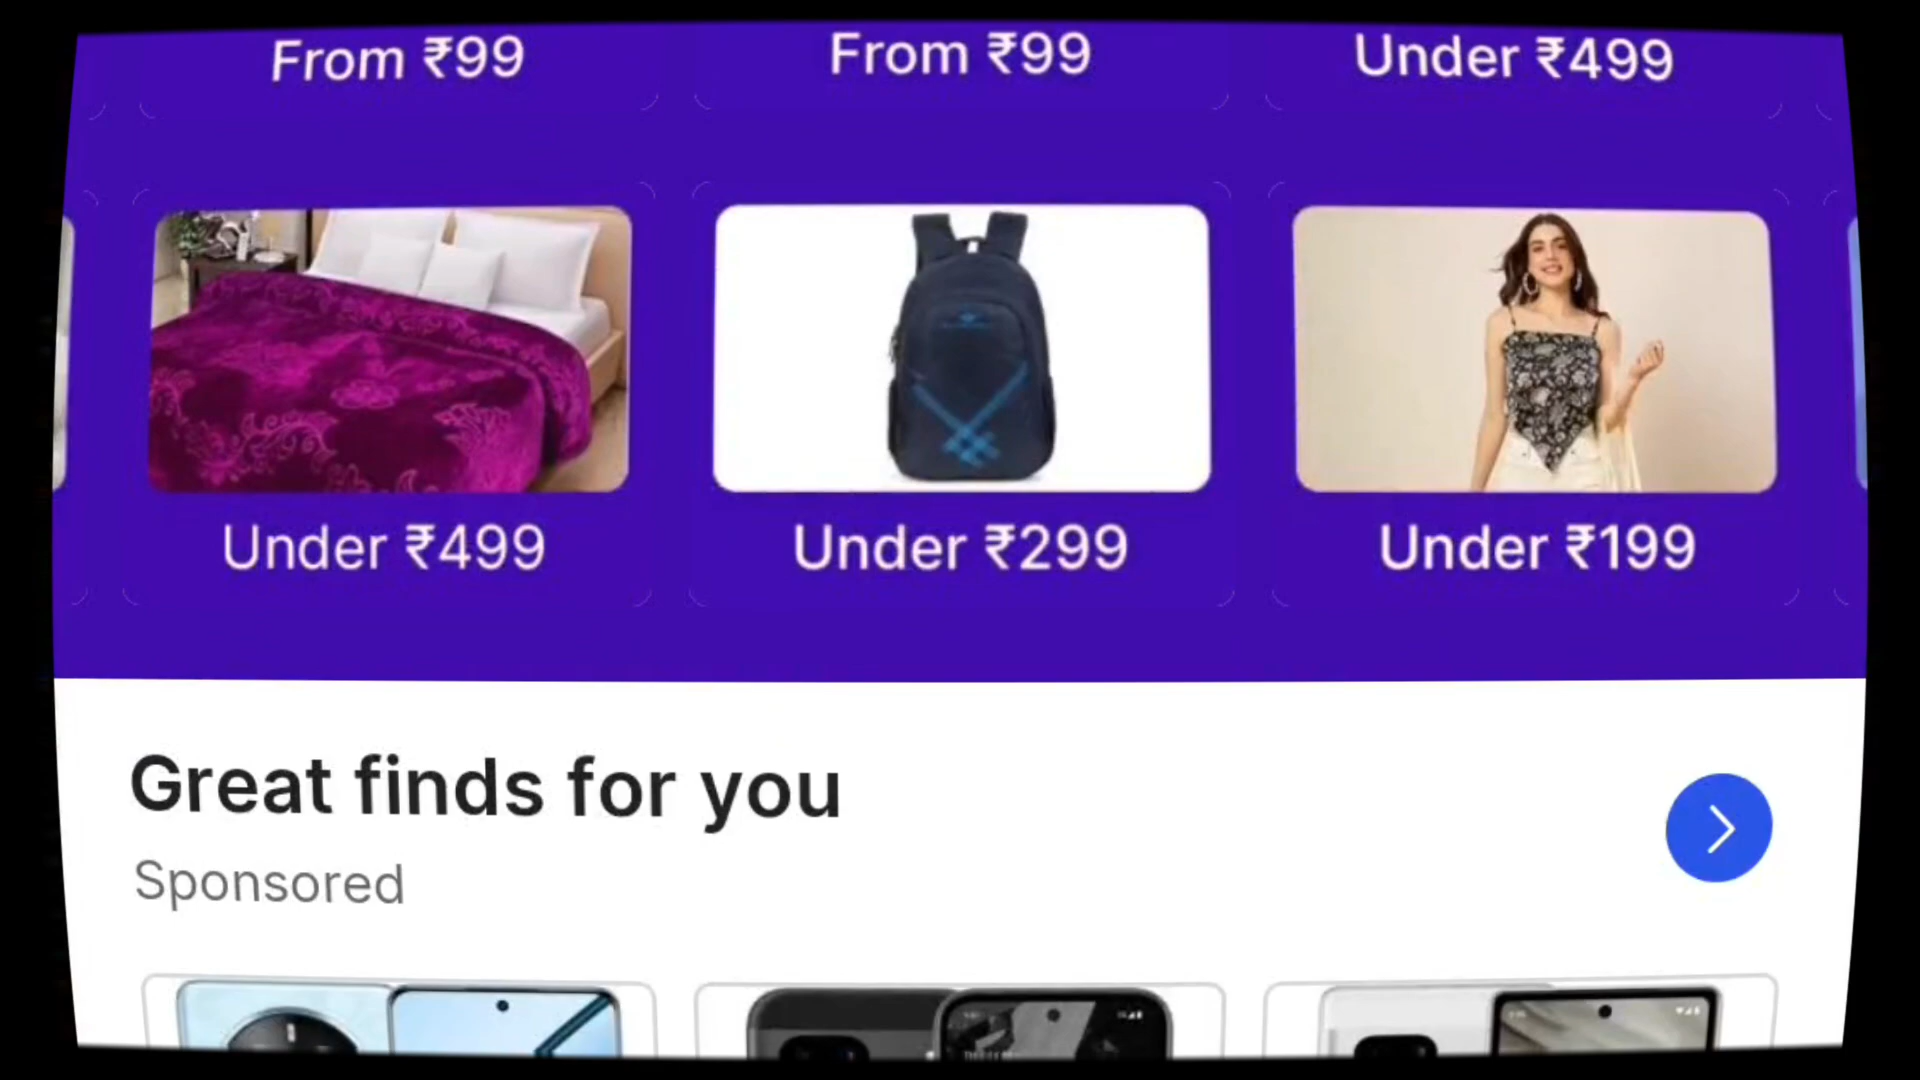 From ₹99
From ₹99
Under ₹499
Under ₹499
Under ₹299
Under ₹199
Great finds for you
Sponsored